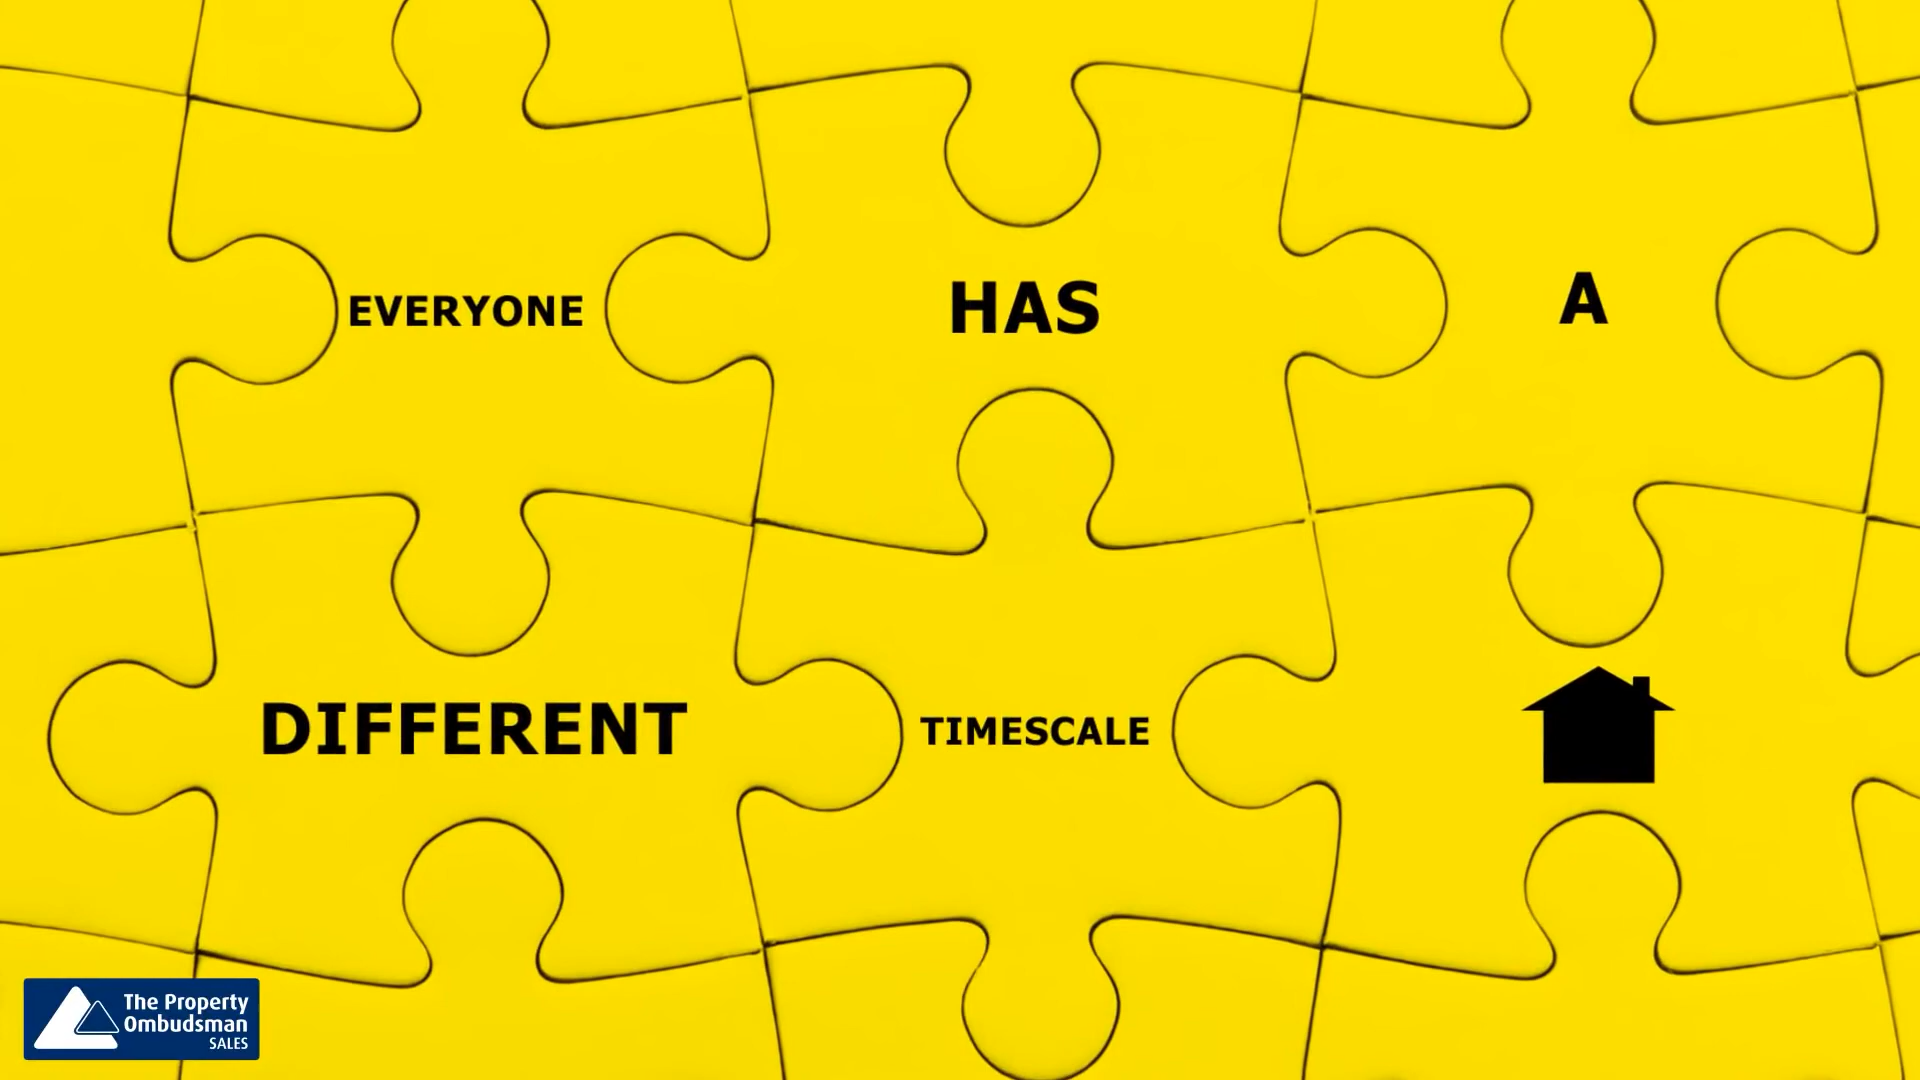 EVERYONE HAS A
DIFFERENT TIMESCALE
The Property
Ombudsman
SALES